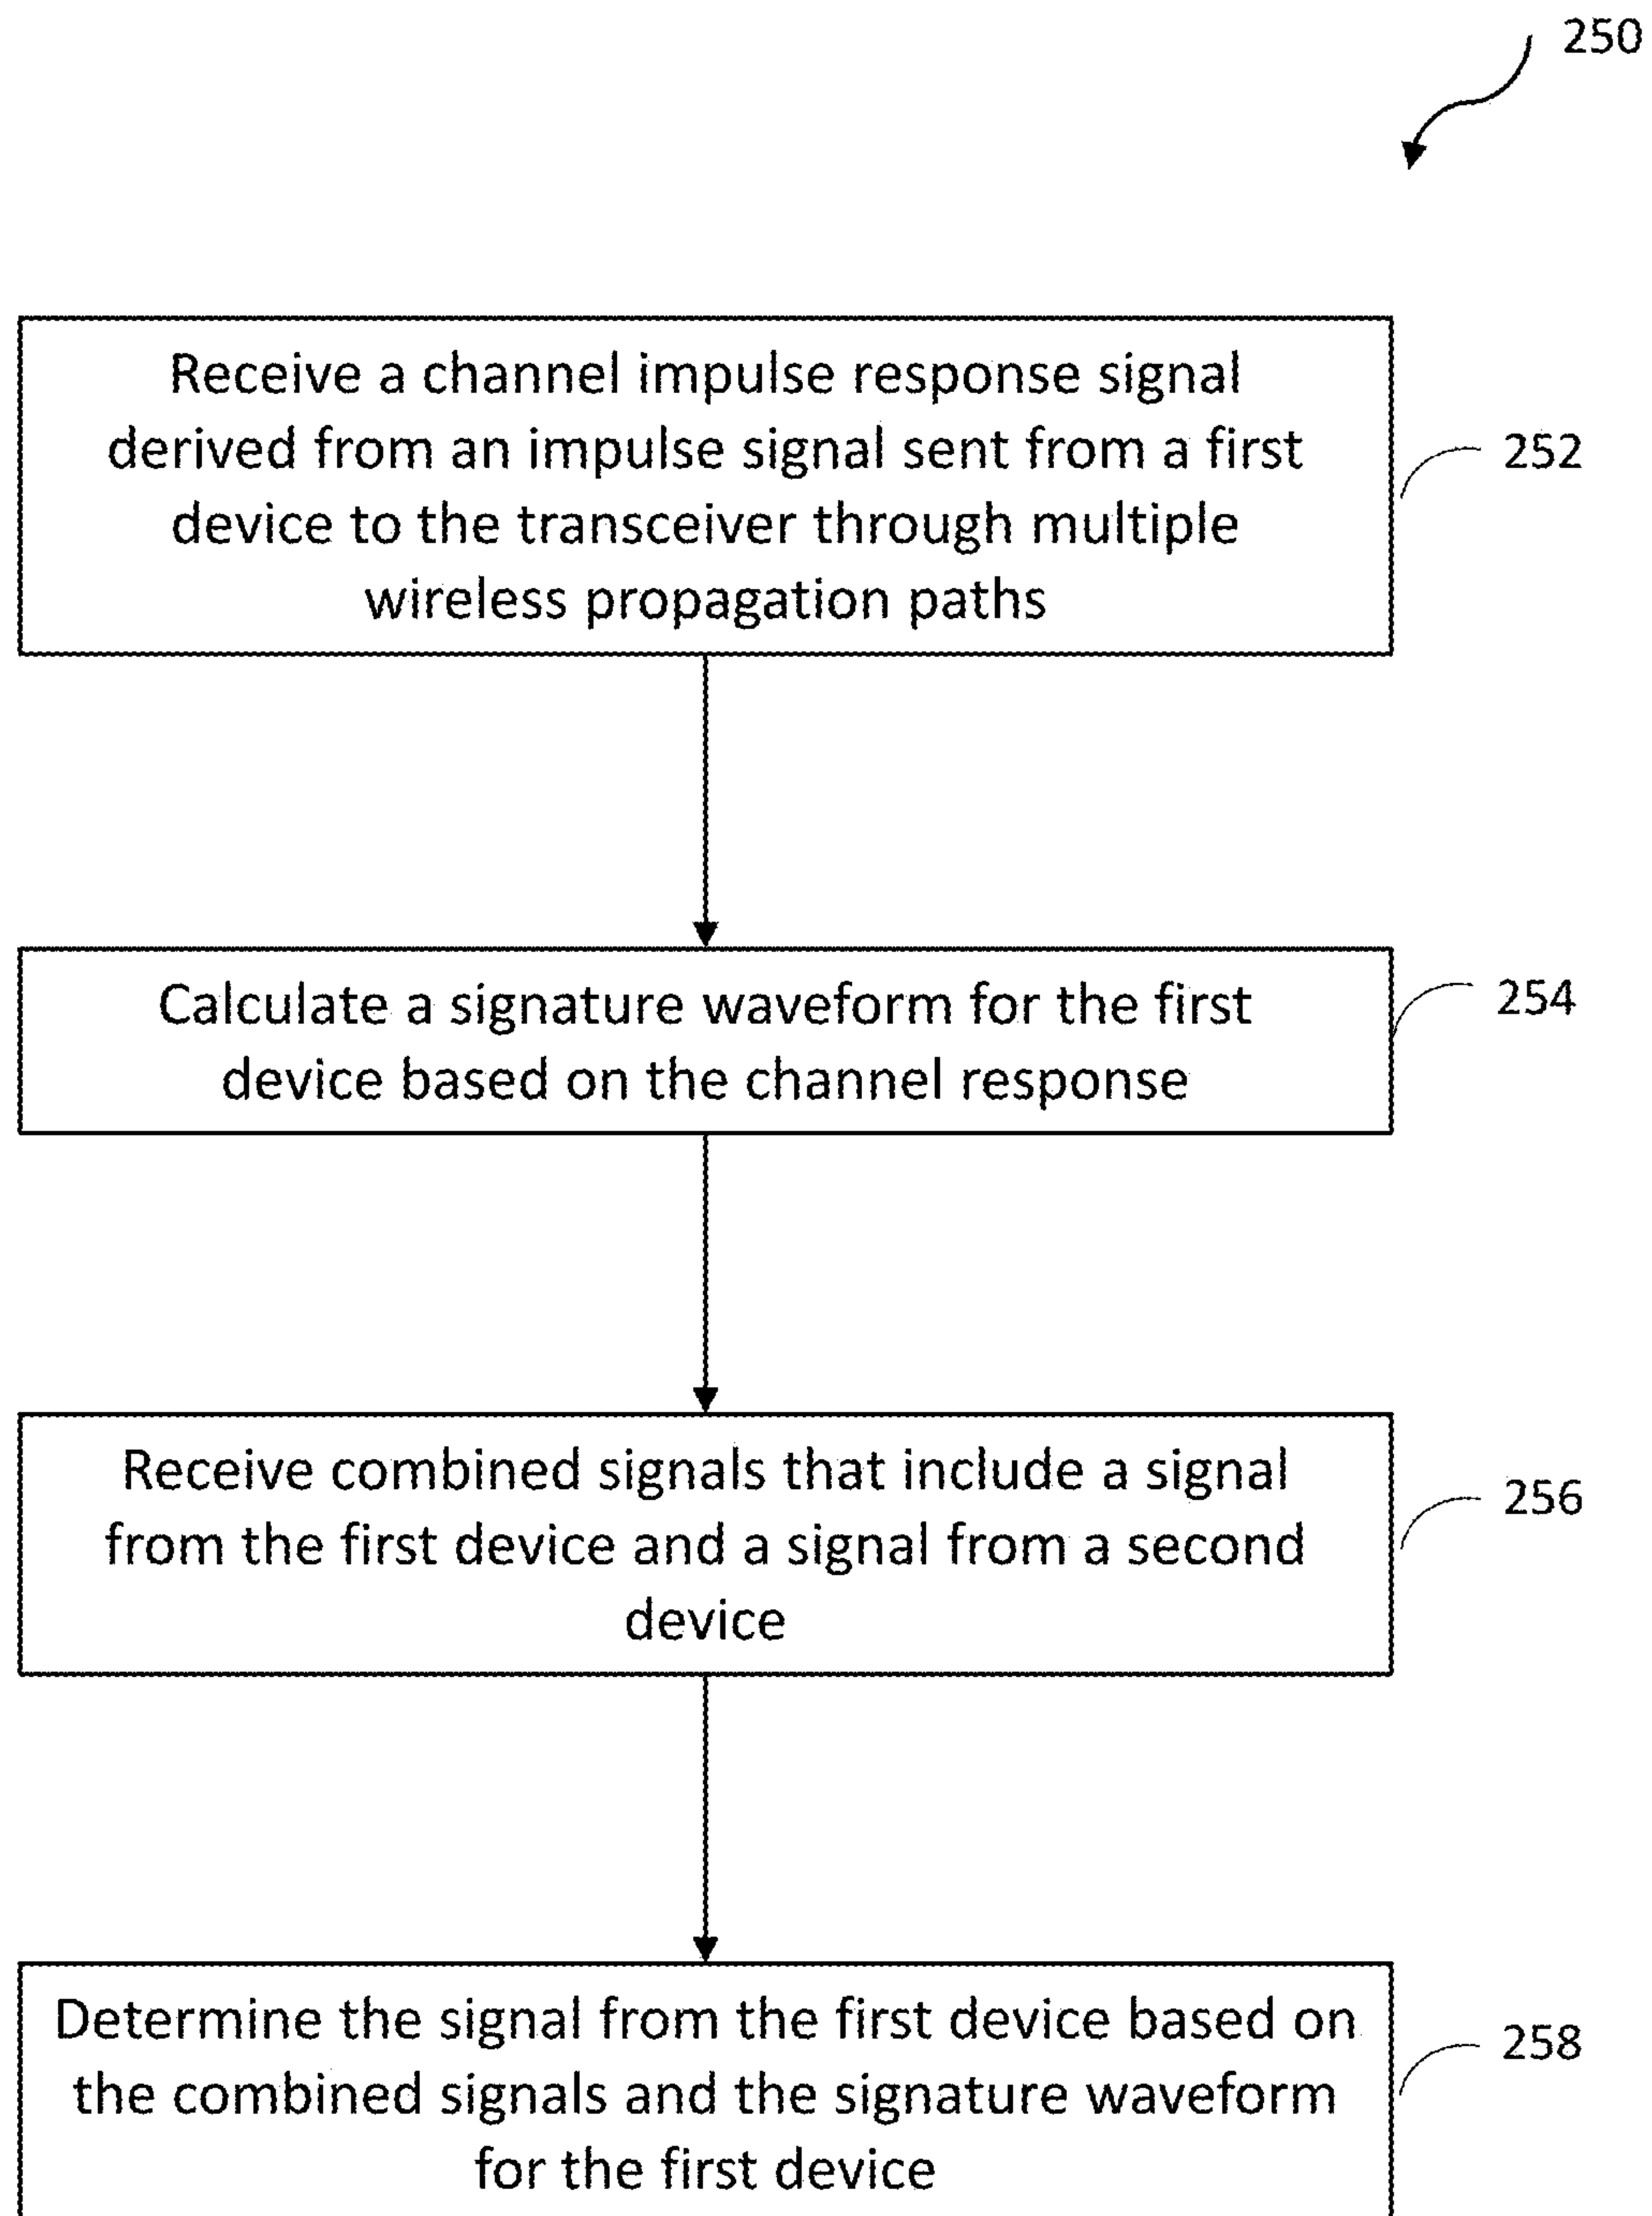 250
Receive a channel impulse response signal
derived from an impulse signal sent from a first
device to the transceiver through multiple
wireless propagation paths
252
Calculate a signature waveform for the first
device based on the channel response
254
Receive combined signals that include a signal
from the first device and a signal from a second
device
256
Determine the signal from the first device based on
the combined signals and the signature waveform
for the first device
258